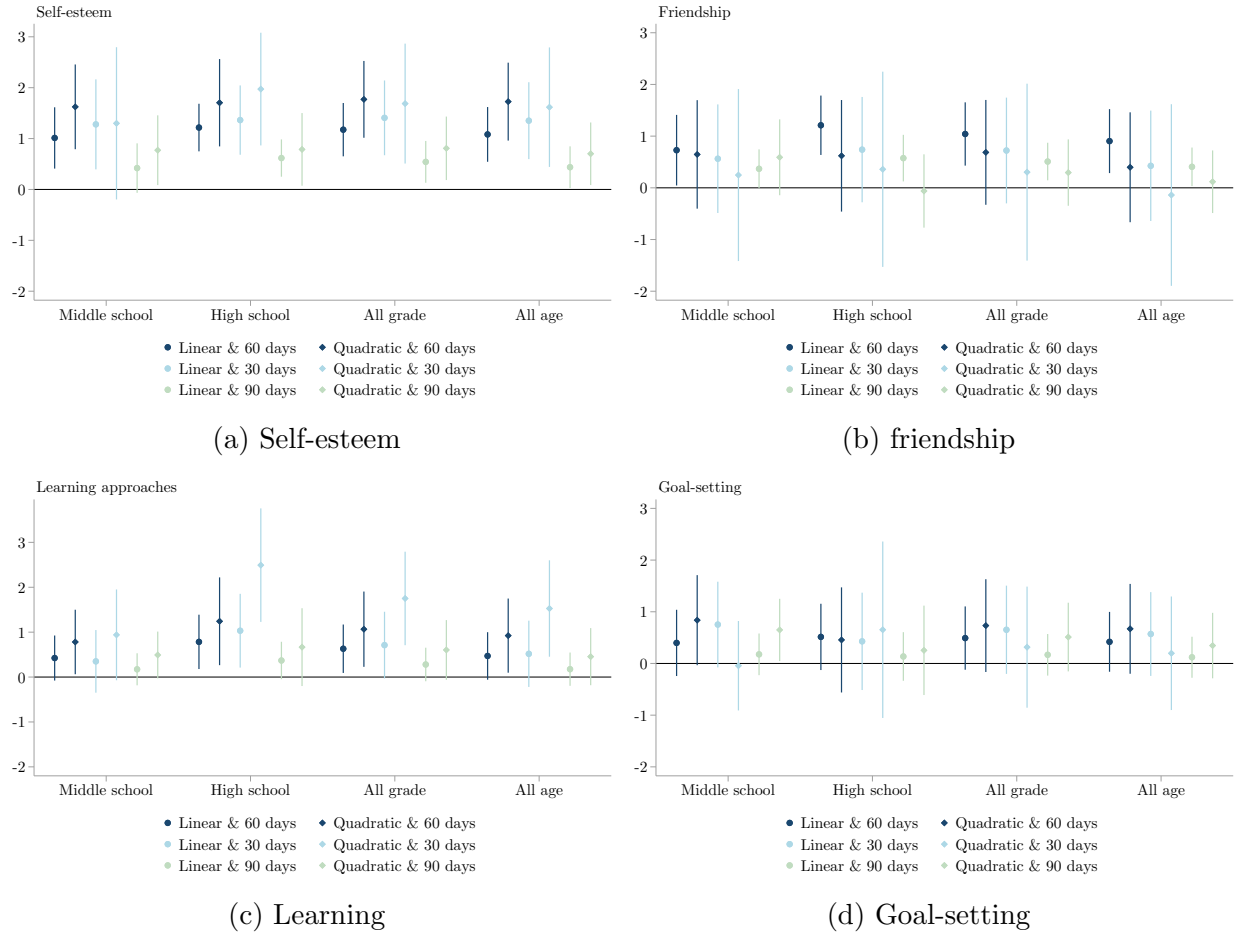 Self-esteem
3
2
1
0
-1
-2
Middle school High school All grade All age
Linear & 60 days Quadratic & 60 days
Linear & 30 days Quadratic & 30 days
Linear & 90 days Quadratic & 90 days
(a) Self-esteem
Friendship
3
2
1
0
-1
-2
Middle school High school All grade All age
Linear & 60 days Quadratic & 60 days
Linear & 30 days Quadratic & 30 days
Linear & 90 days Quadratic & 90 days
(b) friendship
Learning approaches
3
2
1
0
-1
-2
Middle school High school All grade All age
Linear & 60 days Quadratic & 60 days
Linear & 30 days Quadratic & 30 days
Linear & 90 days Quadratic & 90 days
(c) Learning
Goal-setting
3
2
1
0
-1
-2
Middle school High school All grade All age
Linear & 60 days Quadratic & 60 days
Linear & 30 days Quadratic & 30 days
Linear & 90 days Quadratic & 90 days
(d) Goal-setting